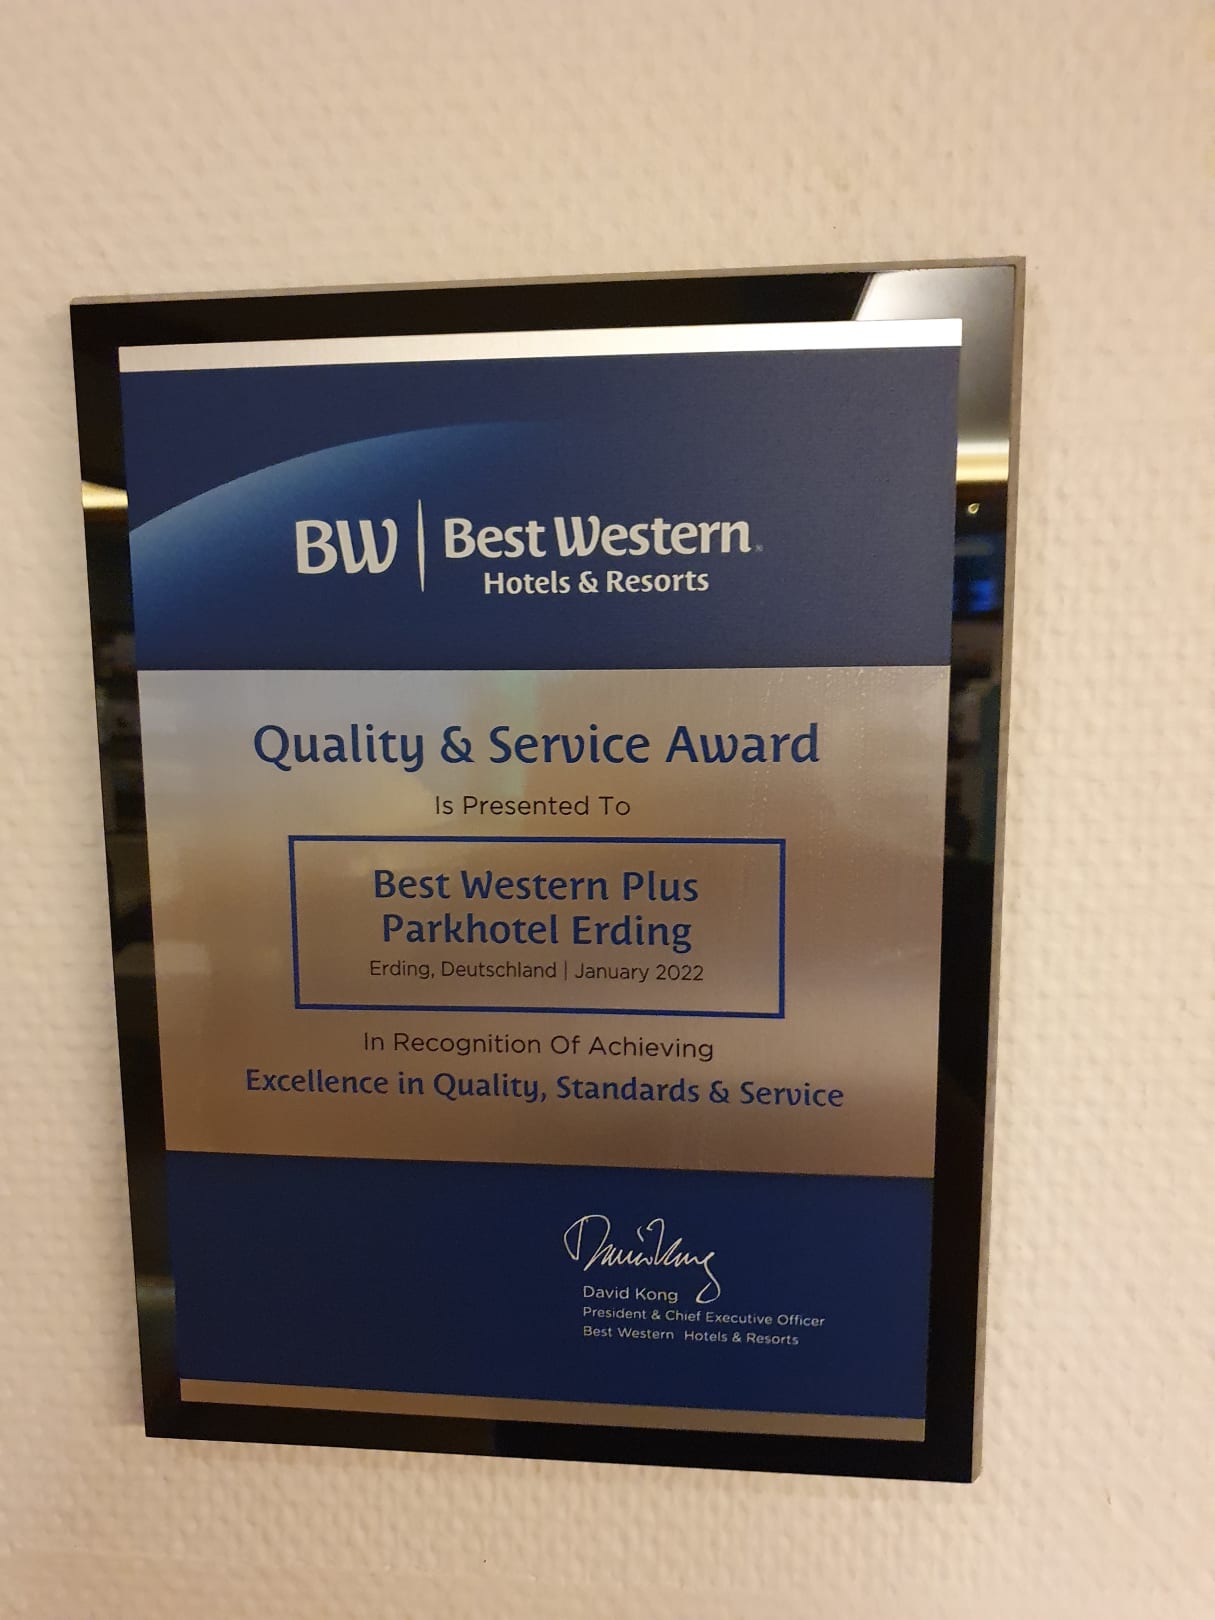 BW | Best Western®
Hotels & Resorts
Quality & Service Award
Is Presented To
Best Western Plus
Parkhotel Erding
Erding, Deutschland | January 2022
In Recognition Of Achieving
Excellence in Quality, Standards & Service
David Kong
David Kong
President & Chief Executive Officer
Best Western Hotels & Resorts